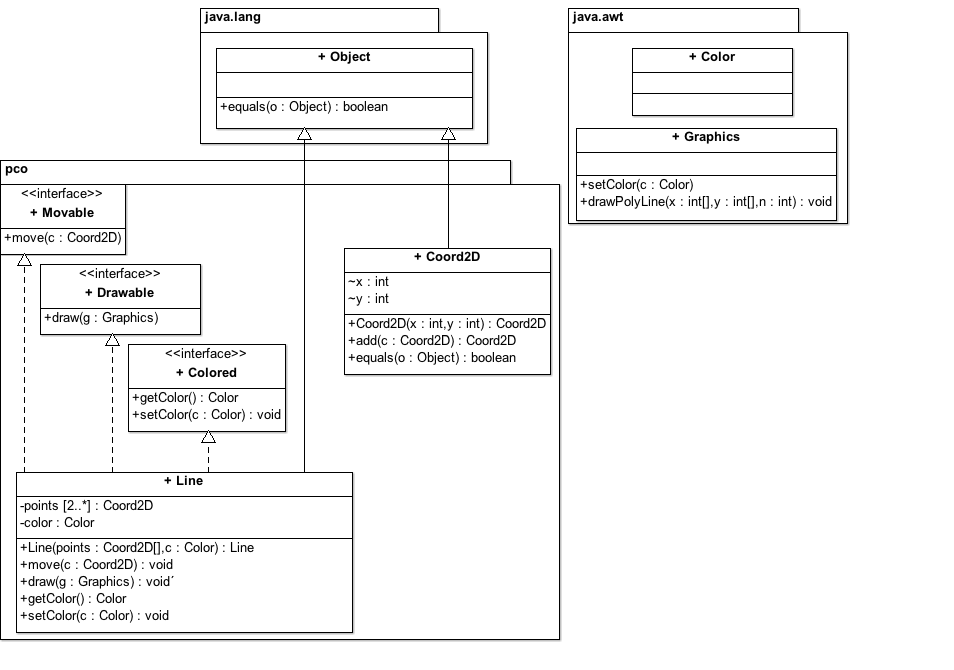 java.lang
+ Object
+equals(o : Object) : boolean
java.awt
+ Color
+ Graphics
+setColor(c : Color)
+drawPolyLine(x : int[],y : int[],n : int) : void
pco
<<interface>>
+ Movable
+move(c : Coord2D)
<<interface>>
+ Drawable
+draw(g : Graphics)
<<interface>>
+ Colored
+getColor() : Color
+setColor(c : Color) : void
+ Coord2D
~x : int
~y : int
+Coord2D(x : int,y : int) : Coord2D
+add(c : Coord2D) : Coord2D
+equals(o : Object) : boolean
+ Line
-points [2..*] : Coord2D
-color : Color
+Line(points : Coord2D[],c : Color) : Line
+move(c : Coord2D) : void
+draw(g : Graphics) : void´
+getColor() : Color
+setColor(c : Color) : void